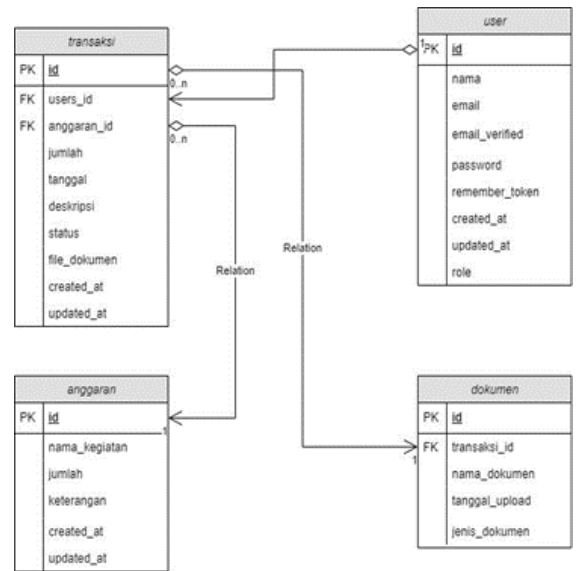 transaksi
PK id
FK users_id
FK anggaran_id
jumlah
tanggal
deskripsi
status
file_dokumen
created_at
updated_at
0..n
0..n
user
1
PK id
nama
email
email_verified
password
remember_token
created_at
updated_at
role
Relation
Relation
anggaran
PK id
1
nama_kegiatan
jumlah
keterangan
created_at
updated_at
dokumen
PK id
FK transaksi_id
1
nama_dokumen
tanggal_upload
jenis_dokumen